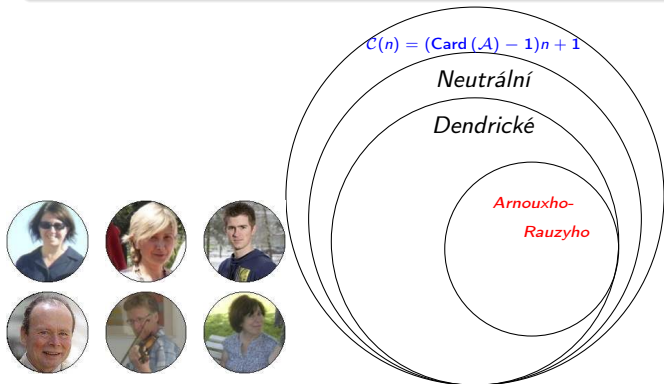 C(n) = (Card (A) − 1)n + 1
Neutrální
Dendrické
Arnouxho-
Rauzyho